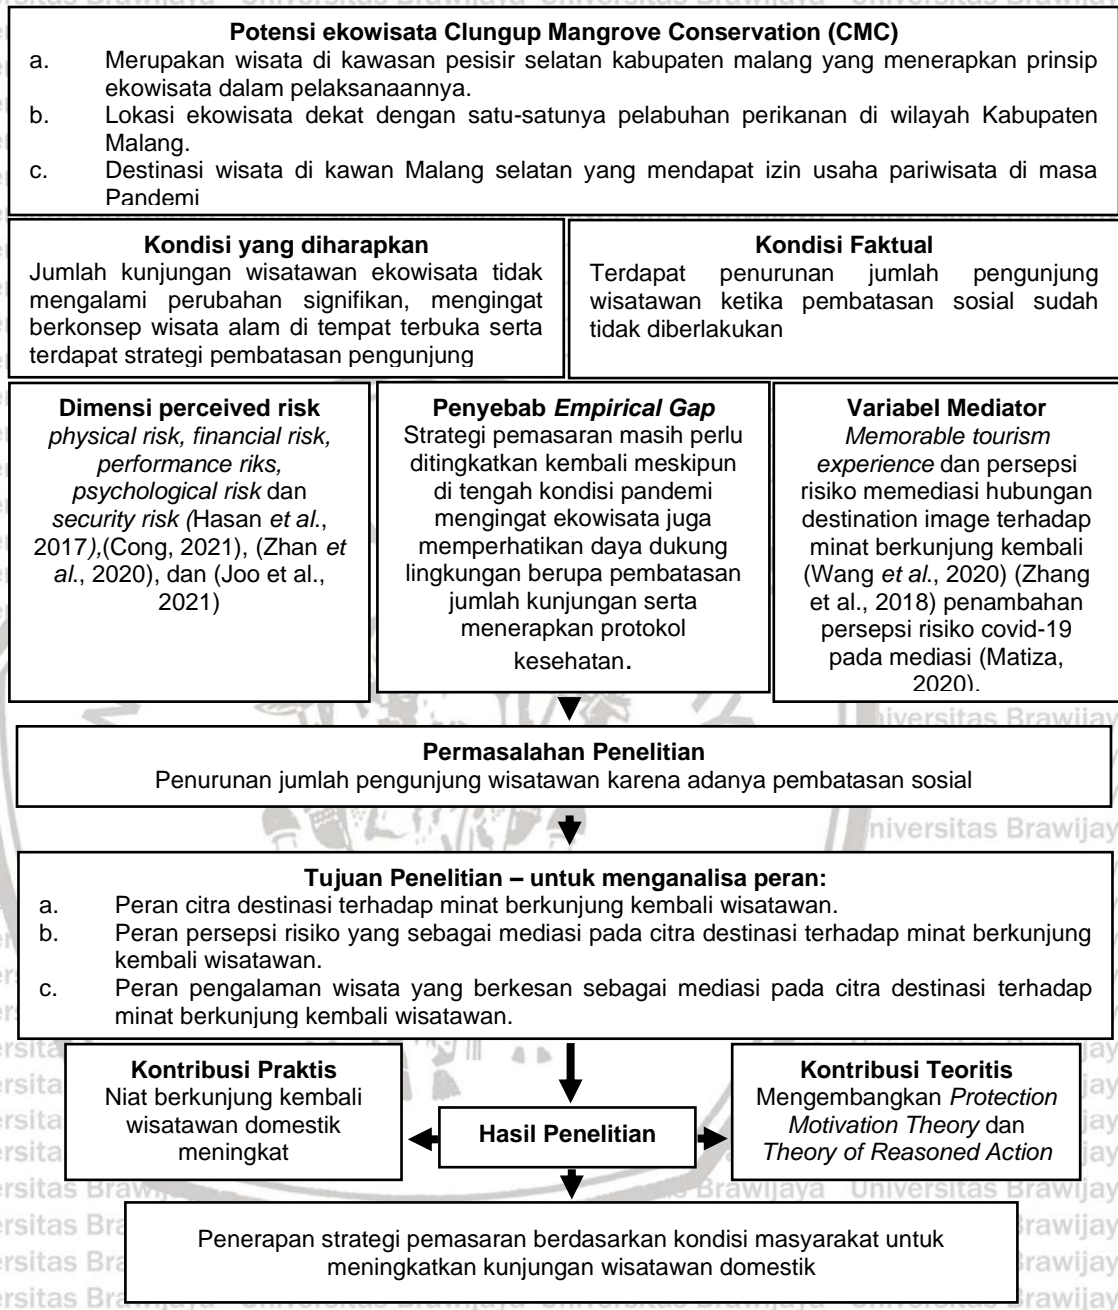 Potensi ekowisata Clungup Mangrove Conservation (CMC)
a. Merupakan wisata di kawasan pesisir selatan kabupaten malang yang menerapkan prinsip
ekowisata dalam pelaksanaannya.
b. Lokasi ekowisata dekat dengan satu-satunya pelabuhan perikanan di wilayah Kabupaten
Malang.
c. Destinasi wisata di kawan Malang selatan yang mendapat izin usaha pariwisata di masa
Pandemi
Kondisi yang diharapkan
Jumlah kunjungan wisatawan ekowisata tidak
mengalami perubahan signifikan, mengingat
berkonsep wisata alam di tempat terbuka serta
terdapat strategi pembatasan pengunjung
Kondisi Faktual
Terdapat penurunan jumlah pengunjung
wisatawan ketika pembatasan sosial sudah
tidak diberlakukan
Dimensi perceived risk
physical risk, financial risk,
performance riks,
psychological risk dan
security risk (Hasan et al.,
2017),(Cong, 2021), (Zhan et
al., 2020), dan (Joo et al.,
2021)
Penyebab Empirical Gap
Strategi pemasaran masih perlu
ditingkatkan kembali meskipun
di tengah kondisi pandemi
mengingat ekowisata juga
memperhatikan daya dukung
lingkungan berupa pembatasan
jumlah kunjungan serta
menerapkan protokol
kesehatan.
Variabel Mediator
Memorable tourism
experience dan persepsi
risiko memediasi hubungan
destination image terhadap
minat berkunjung kembali
(Wang et al., 2020) (Zhang
et al., 2018) penambahan
persepsi risiko covid-19
pada mediasi (Matiza,
2020).
Permasalahan Penelitian
Penurunan jumlah pengunjung wisatawan karena adanya pembatasan sosial
Tujuan Penelitian – untuk menganalisa peran:
a. Peran citra destinasi terhadap minat berkunjung kembali wisatawan.
b. Peran persepsi risiko yang sebagai mediasi pada citra destinasi terhadap minat berkunjung
kembali wisatawan.
c. Peran pengalaman wisata yang berkesan sebagai mediasi pada citra destinasi terhadap
minat berkunjung kembali wisatawan.
Kontribusi Praktis
Niat berkunjung kembali
wisatawan domestik
meningkat
Hasil Penelitian
Kontribusi Teoritis
Mengembangkan Protection
Motivation Theory dan
Theory of Reasoned Action
Penerapan strategi pemasaran berdasarkan kondisi masyarakat untuk
meningkatkan kunjungan wisatawan domestik